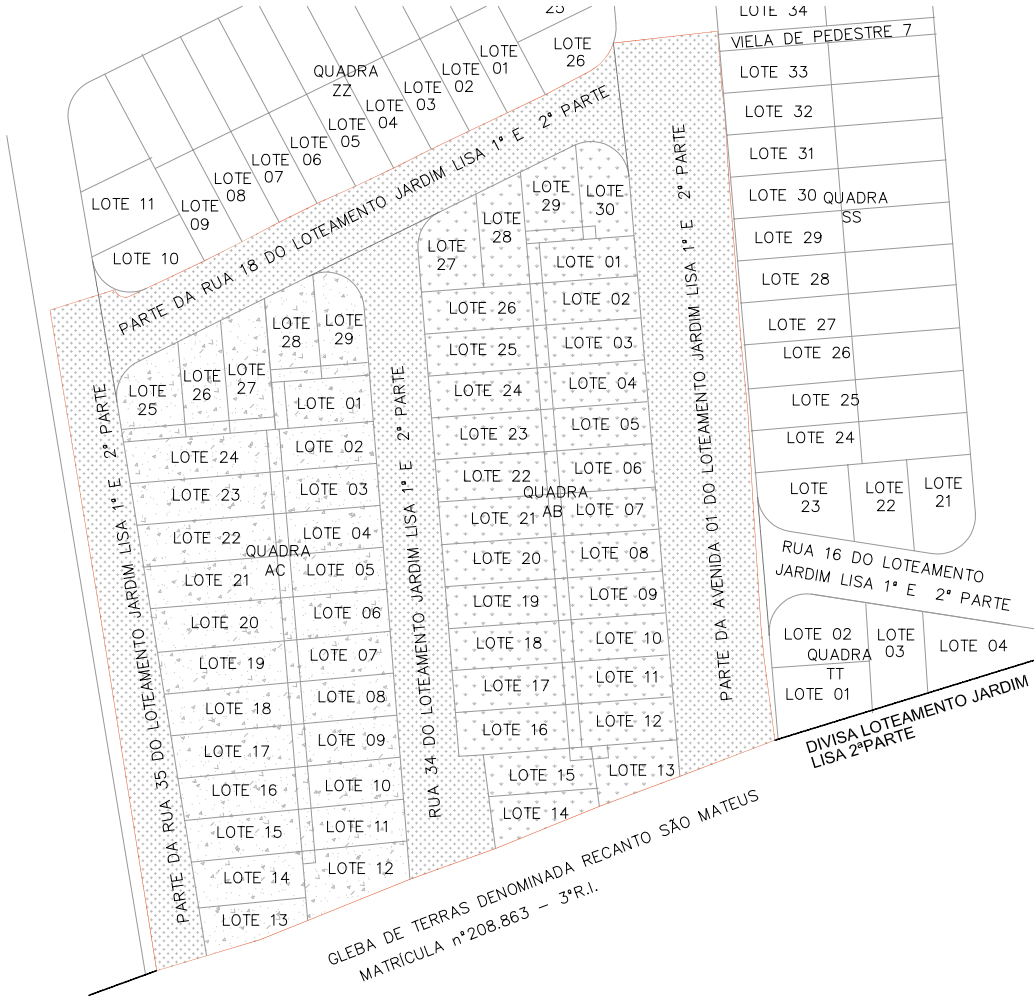 25
LOTE 34
VIELA DE PEDESTRE 7
LOTE 33
LOTE 32
LOTE 31
LOTE 30
QUADRA
SS
LOTE 29
LOTE 28
LOTE 27
LOTE 26
LOTE 25
LOTE 24
LOTE
23
LOTE
22
LOTE
21
QUADRA
ZZ
LOTE
26
LOTE
01
LOTE
02
LOTE
03
LOTE
04
LOTE
05
LOTE
06
LOTE
07
LOTE
08
LOTE
09
LOTE 11
LOTE 10
PARTE DA RUA 18 DO LOTEAMENTO JARDIM LISA 1ª E 2ª PARTE
PARTE DA RUA 35 DO LOTEAMENTO JARDIM LISA 1ª E 2ª PARTE
LOTE
25
LOTE
26
LOTE
27
LOTE
28
LOTE
29
LOTE 01
LOTE 24
LOTE 02
LOTE 23
LOTE 03
LOTE 22
LOTE 04
QUADRA
AC
LOTE 21
LOTE 05
LOTE 20
LOTE 06
LOTE 19
LOTE 07
LOTE 18
LOTE 08
LOTE 17
LOTE 09
LOTE 16
LOTE 10
LOTE 15
LOTE 11
LOTE 14
LOTE 12
LOTE 13
RUA 34 DO LOTEAMENTO JARDIM LISA 1ª E 2ª PARTE
LOTE
27
LOTE
28
LOTE
29
LOTE
30
LOTE 01
LOTE 26
LOTE 02
LOTE 25
LOTE 03
LOTE 24
LOTE 04
LOTE 23
LOTE 05
LOTE 22
LOTE 06
QUADRA
AB
LOTE 21
LOTE 07
LOTE 20
LOTE 08
LOTE 19
LOTE 09
LOTE 18
LOTE 10
LOTE 17
LOTE 11
LOTE 16
LOTE 12
LOTE 15
LOTE 13
LOTE 14
PARTE DA AVENIDA 01 DO LOTEAMENTO JARDIM LISA 1ª E 2ª PARTE
RUA 16 DO LOTEAMENTO
JARDIM LISA 1ª E 2ª PARTE
LOTE 02
LOTE
03
LOTE 04
QUADRA
TT
LOTE 01
DIVISA LOTEAMENTO JARDIM
LISA 2ªPARTE
GLEBA DE TERRAS DENOMINADA RECANTO SÃO MATEUS
MATRÍCULA nº208.863 – 3ºR.I.